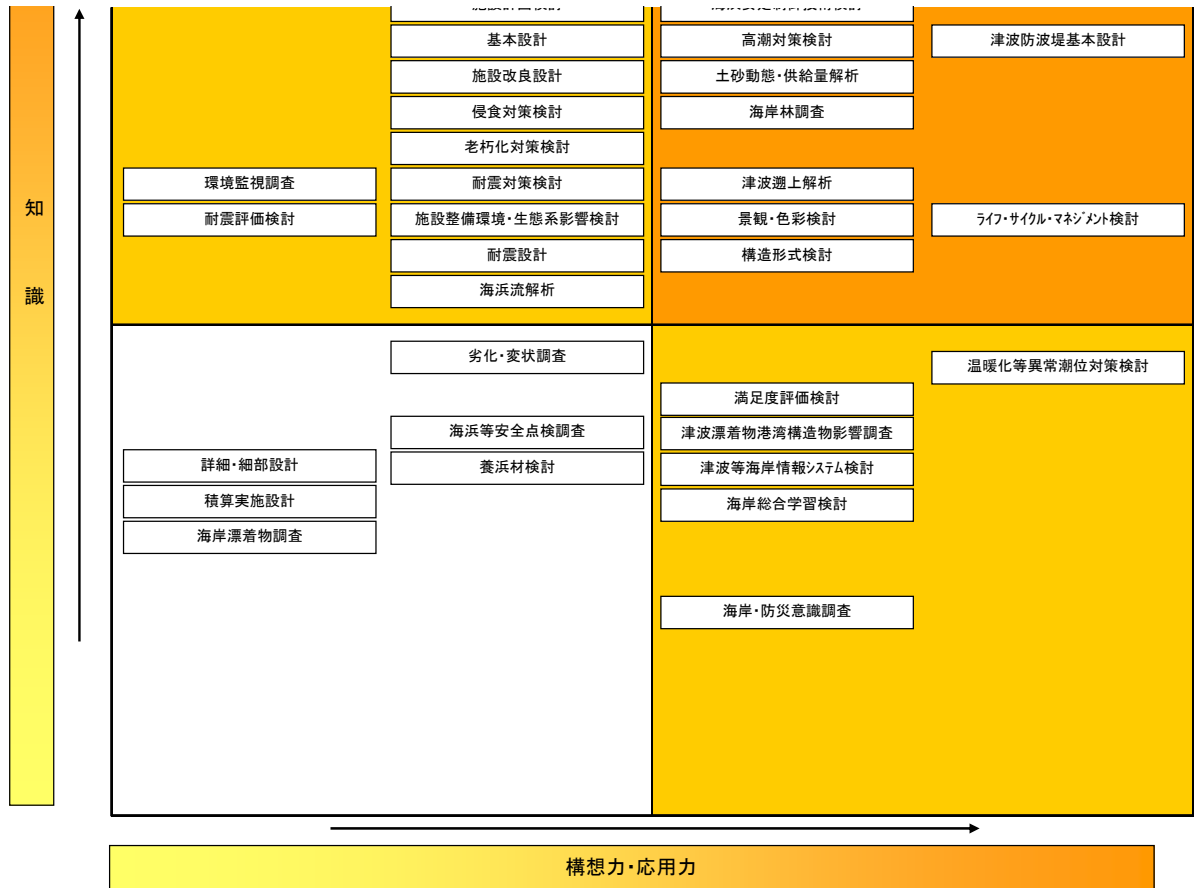 基本設計
高潮対策検討
津波防波堤基本設計
施設改良設計
土砂動態・供給量解析
侵食対策検討
海岸林調査
老朽化対策検討
環境監視調査
耐震対策検討
津波遡上解析
知
耐震評価検討
施設整備環境・生態系影響検討
景観・色彩検討
ﾗｲﾌ・ｻｲｸﾙ・ﾏﾈｼﾞﾒﾝﾄ検討
耐震設計
構造形式検討
識
海浜流解析
劣化・変状調査
温暖化等異常潮位対策検討
満足度評価検討
海浜等安全点検調査
津波漂着物港湾構造物影響調査
詳細・細部設計
養浜材検討
津波等海岸情報ｼｽﾃﾑ検討
積算実施設計
海岸総合学習検討
海岸漂着物調査
海岸・防災意識調査
構想力・応用力